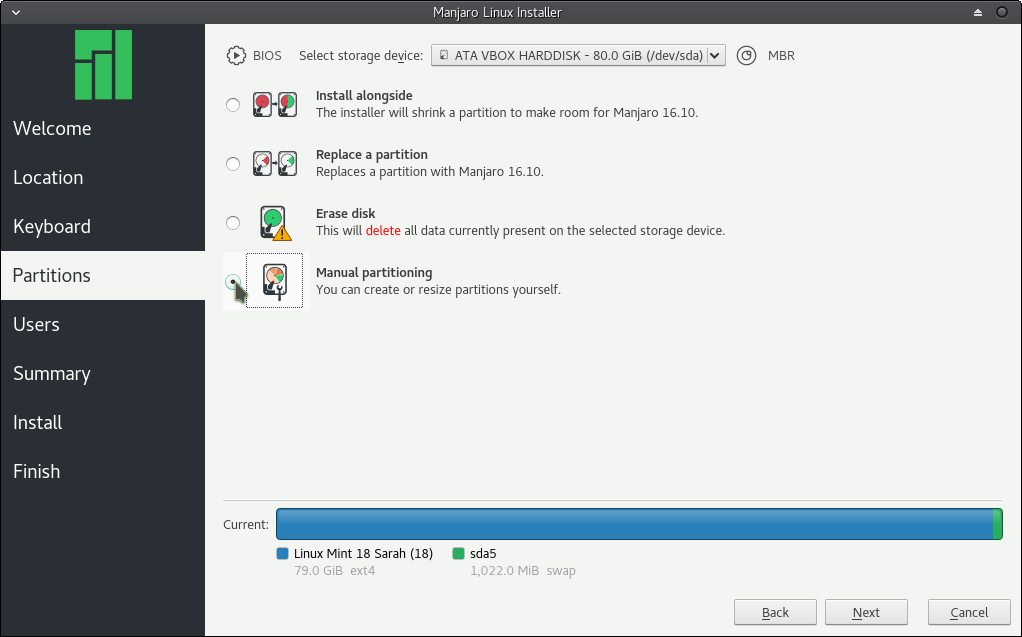 Manjaro Linux Installer
Welcome
Location
Keyboard
Partitions
Users
Summary
Install
Finish
BIOS Select storage device: ATA VBOX HARDDISK - 80.0 GiB (/dev/sda) MBR
Install alongside
The installer will shrink a partition to make room for Manjaro 16.10.
Replace a partition
Replaces a partition with Manjaro 16.10.
Erase disk
This will delete all data currently present on the selected storage device.
Manual partitioning
You can create or resize partitions yourself.
Current:
Linux Mint 18 Sarah (18) sda5
79.0 GiB ext4 1,022.0 MiB swap
Back Next Cancel